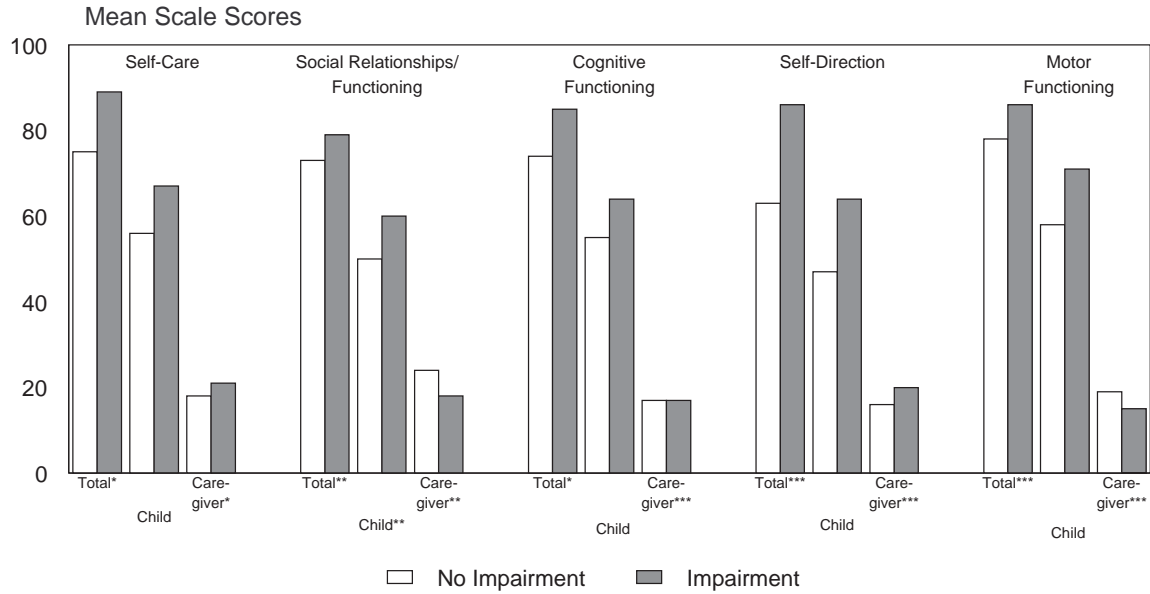 Mean Scale Scores
100
80
60
40
20
0
Self-Care
Social Relationships/
Functioning
Cognitive
Functioning
Self-Direction
Motor
Functioning
Total*
Child
Care-
giver*
Total**
Child**
Care-
giver**
Total*
Child
Care-
giver***
Total***
Child
Care-
giver***
Total***
Child
Care-
giver***
No Impairment
Impairment